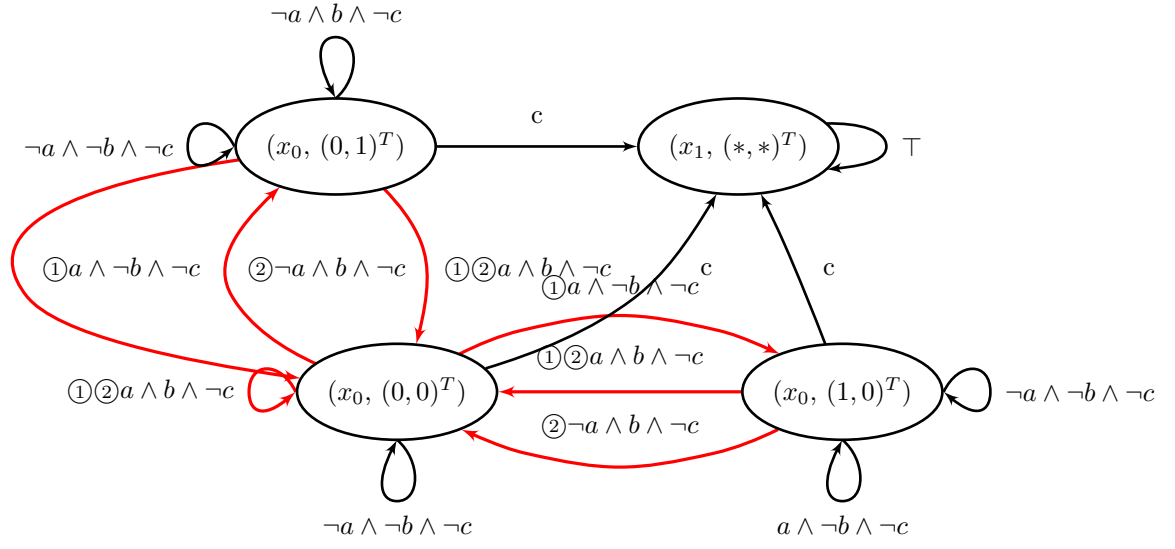 ¬a ∧ b ∧ ¬c
c
¬a ∧ ¬b ∧ ¬c
(x₀, (0, 1)ᵀ)
(x₁, (∗, ∗)ᵀ)
⊤
①a ∧ ¬b ∧ ¬c
②¬a ∧ b ∧ ¬c
①②a ∧ b ∧ ¬c
①a ∧ ¬b ∧ ¬c
c
c
①②a ∧ b ∧ ¬c
①②a ∧ b ∧ ¬c
(x₀, (0, 0)ᵀ)
(x₀, (1, 0)ᵀ)
¬a ∧ ¬b ∧ ¬c
②¬a ∧ b ∧ ¬c
¬a ∧ ¬b ∧ ¬c
a ∧ ¬b ∧ ¬c